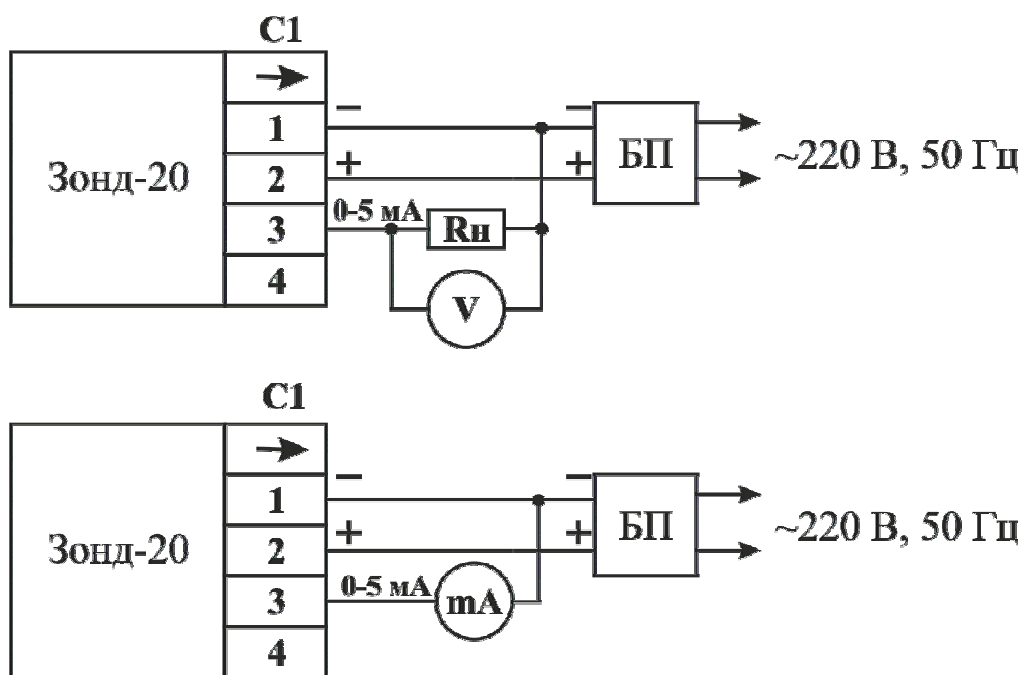 С1
1
– –
Зонд-20
2
+ +
БП
~220 В, 50 Гц
0-5 мА
3
Rн
4
V
С1
1
– –
Зонд-20
2
+ +
БП
~220 В, 50 Гц
0-5 мА
3
mA
4